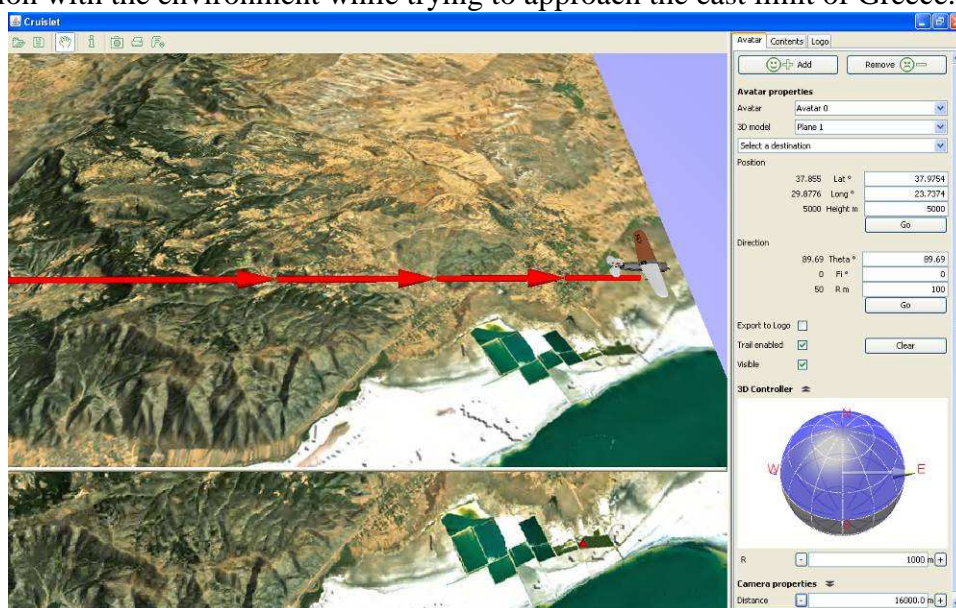 ion with the environment while trying to approach the east limit of Greece.
Cruislet
Avatar Contents Logo
Add Remove
Avatar properties
Avatar Avatar 0
3D model Plane 1
Select a destination
Position
37.855 Lat ° 37.9754
29.8776 Long ° 23.7374
5000 Height m 5000
Go
Direction
89.69 Theta ° 89.69
0 Fi ° 0
50 R m 100
Go
Export to Logo
Trail enabled Clear
Visible
3D Controller
N
W E
S
R - 1000 m +
Camera properties
Distance - 16000.0 m +